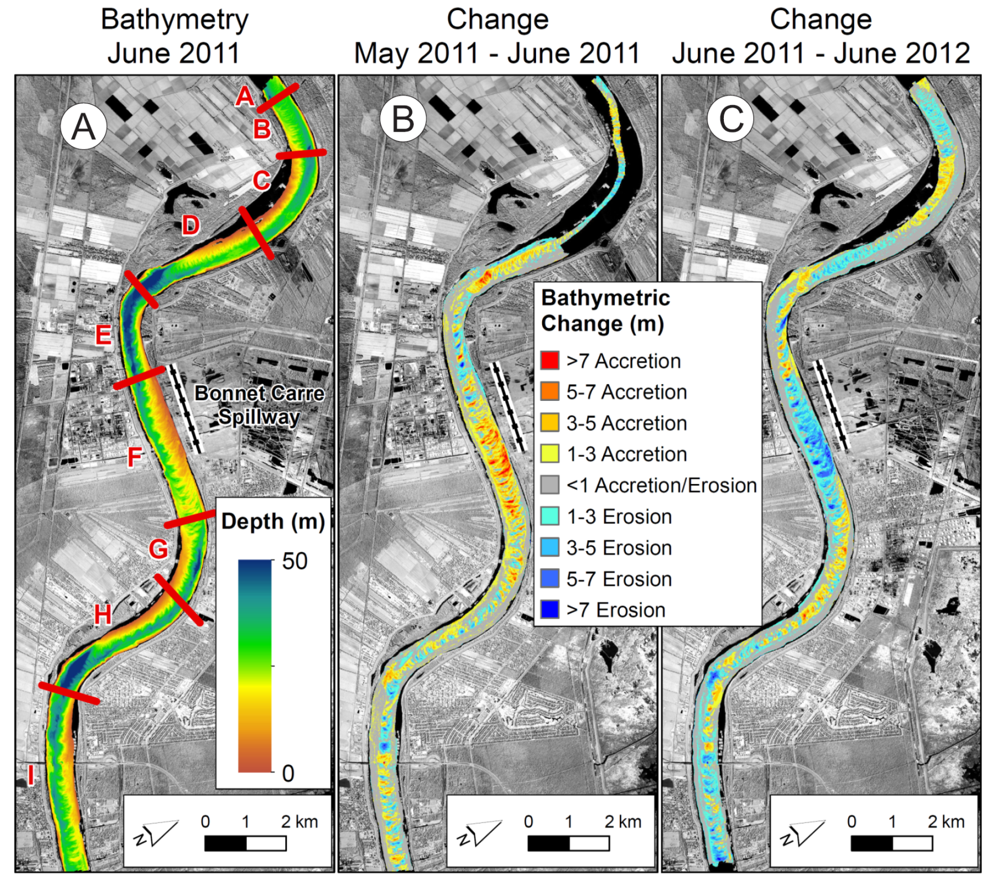 Bathymetry
June 2011
Change
May 2011 - June 2011
Change
June 2011 - June 2012
A
B
C
A
B
C
D
E
F
G
H
I
Bonnet Carre
Spillway
Depth (m)
50
0
Bathymetric
Change (m)
>7 Accretion
5-7 Accretion
3-5 Accretion
1-3 Accretion
<1 Accretion/Erosion
1-3 Erosion
3-5 Erosion
5-7 Erosion
>7 Erosion
N
0 1 2 km
N
0 1 2 km
N
0 1 2 km